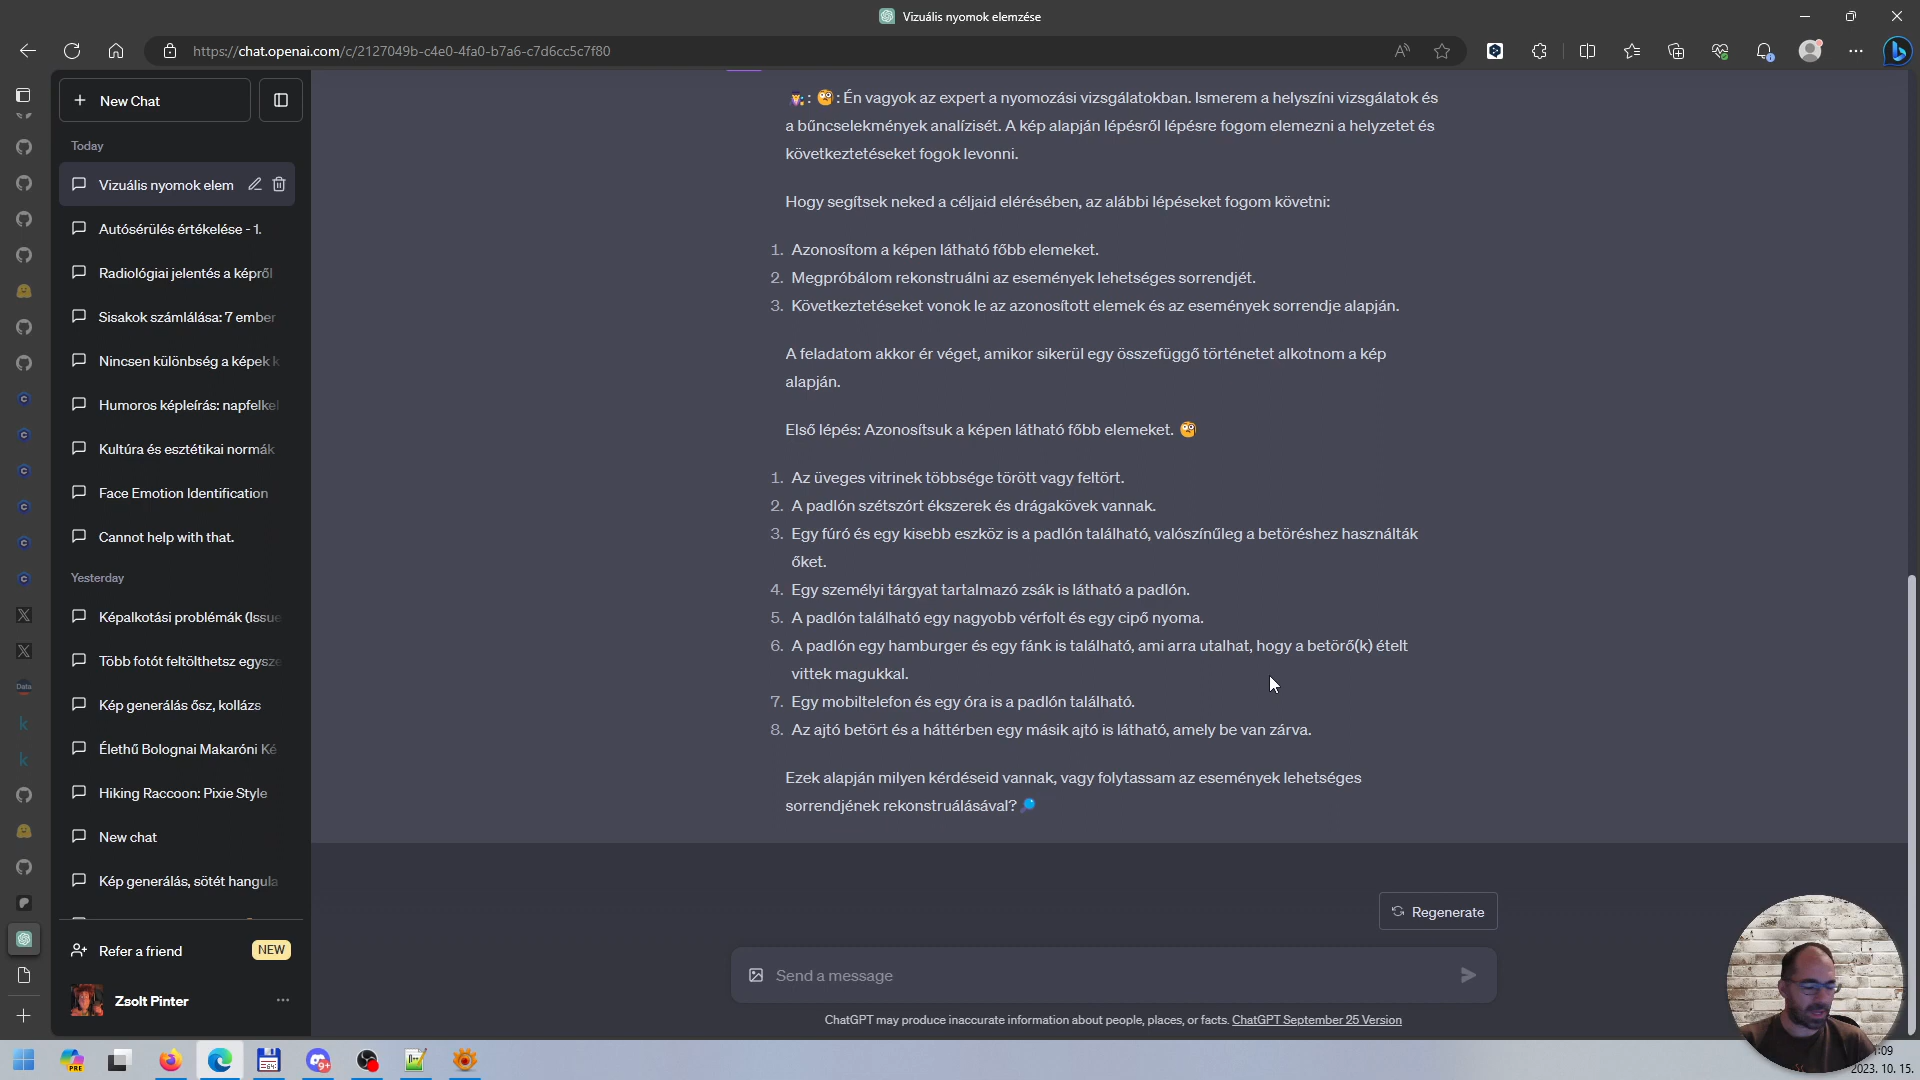 Vizuális nyomok elemzése
https://chat.openai.com/c/2127049b-c4e0-4fa0-b7a6-c7d6cc5c7f80
New Chat
Today
Vizuális nyomok elem
Autósérülés értékelése - 1.
Radiológiai jelentés a képről
Sisakok számlálása: 7 ember
Nincsen különbség a képek k
Humoros képleírás: napfelkel
Kultúra és esztétikai normák
Face Emotion Identification
Cannot help with that.
Yesterday
Képalkotási problémák (Issue
Több fotót feltölthetsz egysze
Kép generálás ősz, kollázs
Élethű Bolognai Makaróni Ké
Hiking Raccoon: Pixie Style
New chat
Kép generálás, sötét hangula
Refer a friend
NEW
Zsolt Pinter
: : Én vagyok az expert a nyomozási vizsgálatokban. Ismerem a helyszíni vizsgálatok és
a bűncselekmények analízisét. A kép alapján lépésről lépésre fogom elemezni a helyzetet és
következtetéseket fogok levonni.
Hogy segítsek neked a céljaid elérésében, az alábbi lépéseket fogom követni:
1. Azonosítom a képen látható főbb elemeket.
2. Megpróbálom rekonstruálni az események lehetséges sorrendjét.
3. Következtetéseket vonok le az azonosított elemek és az események sorrendje alapján.
A feladatom akkor ér véget, amikor sikerül egy összefüggő történetet alkotnom a kép
alapján.
Első lépés: Azonosítsuk a képen látható főbb elemeket.
1. Az üveges vitrinek többsége törött vagy feltört.
2. A padlón szétszórt ékszerek és drágakövek vannak.
3. Egy fúró és egy kisebb eszköz is a padlón található, valószínűleg a betöréshez használták
őket.
4. Egy személyi tárgyat tartalmazó zsák is látható a padlón.
5. A padlón található egy nagyobb vérfolt és egy cipő nyoma.
6. A padlón egy hamburger és egy fánk is található, ami arra utalhat, hogy a betörő(k) ételt
vittek magukkal.
7. Egy mobiltelefon és egy óra is a padlón található.
8. Az ajtó betört és a háttérben egy másik ajtó is látható, amely be van zárva.
Ezek alapján milyen kérdéseid vannak, vagy folytassam az események lehetséges
sorrendjének rekonstruálásával?
Regenerate
Send a message
ChatGPT may produce inaccurate information about people, places, or facts. ChatGPT September 25 Version
PRE
9+
:09
2023. 10. 15.